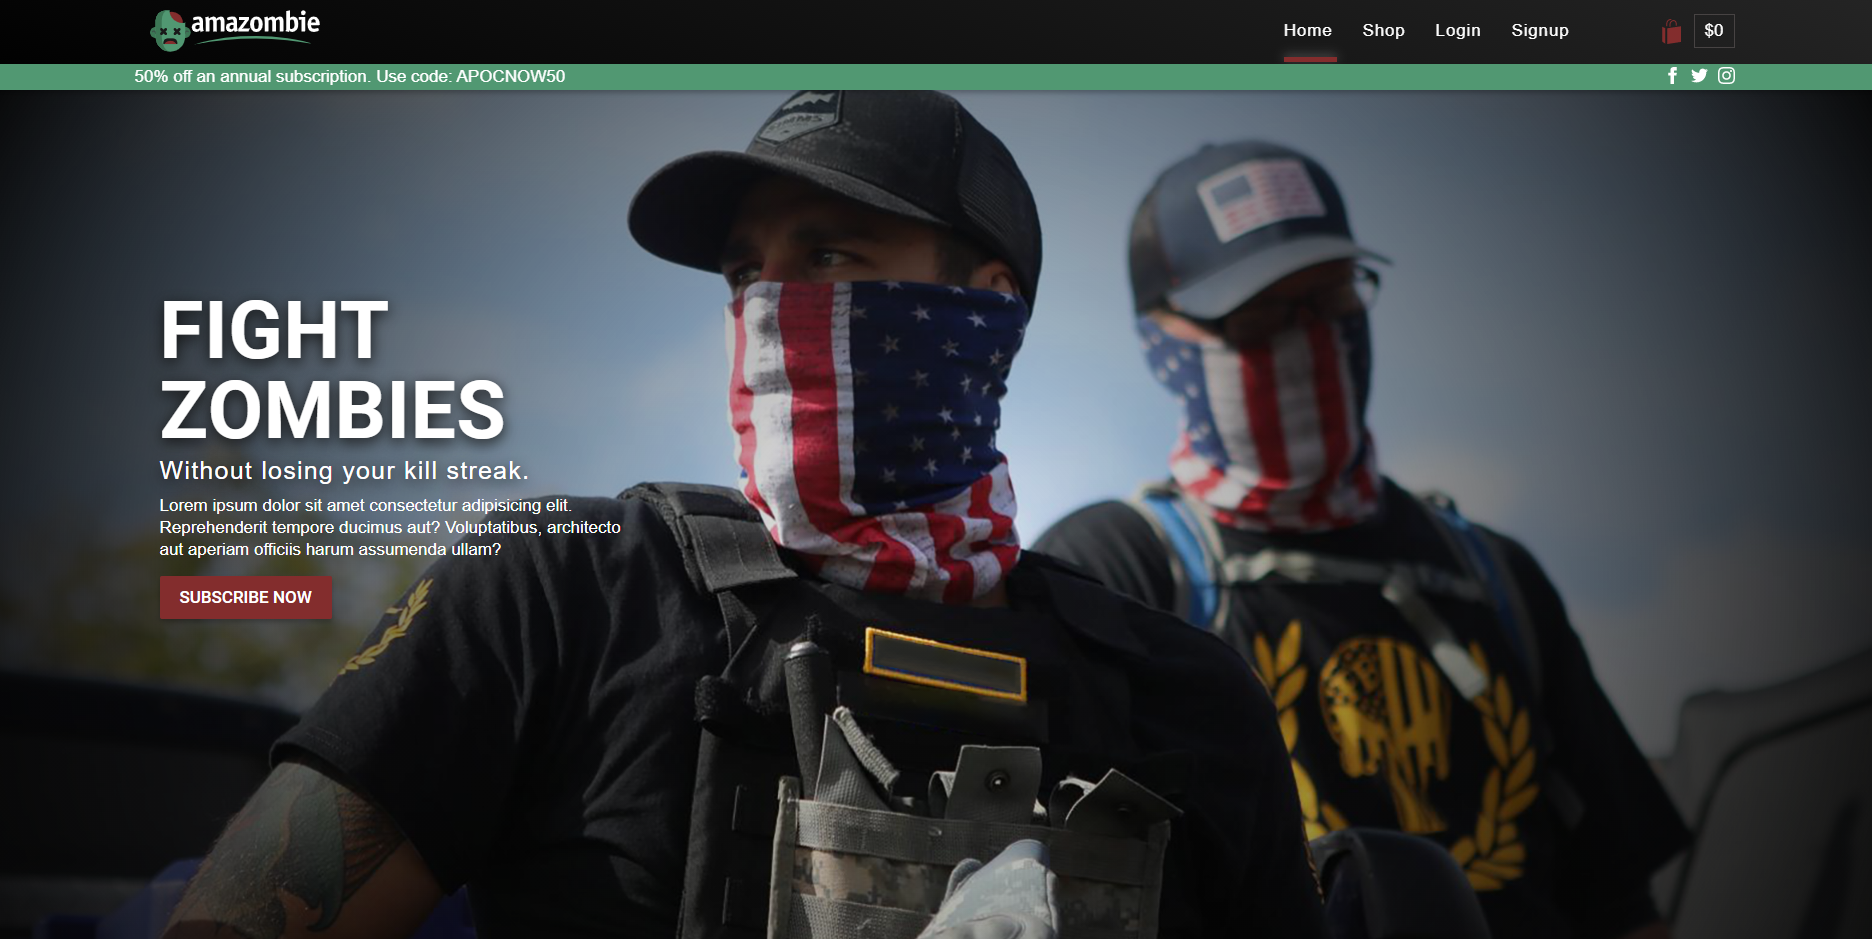 amazombie
Home Shop Login Signup $0
50% off an annual subscription. Use code: APOCNOW50
FIGHT
ZOMBIES
Without losing your kill streak.
Lorem ipsum dolor sit amet consectetur adipisicing elit.
Reprehenderit tempore ducimus aut? Voluptatibus, architecto
aut aperiam officiis harum assumenda ullam?
SUBSCRIBE NOW